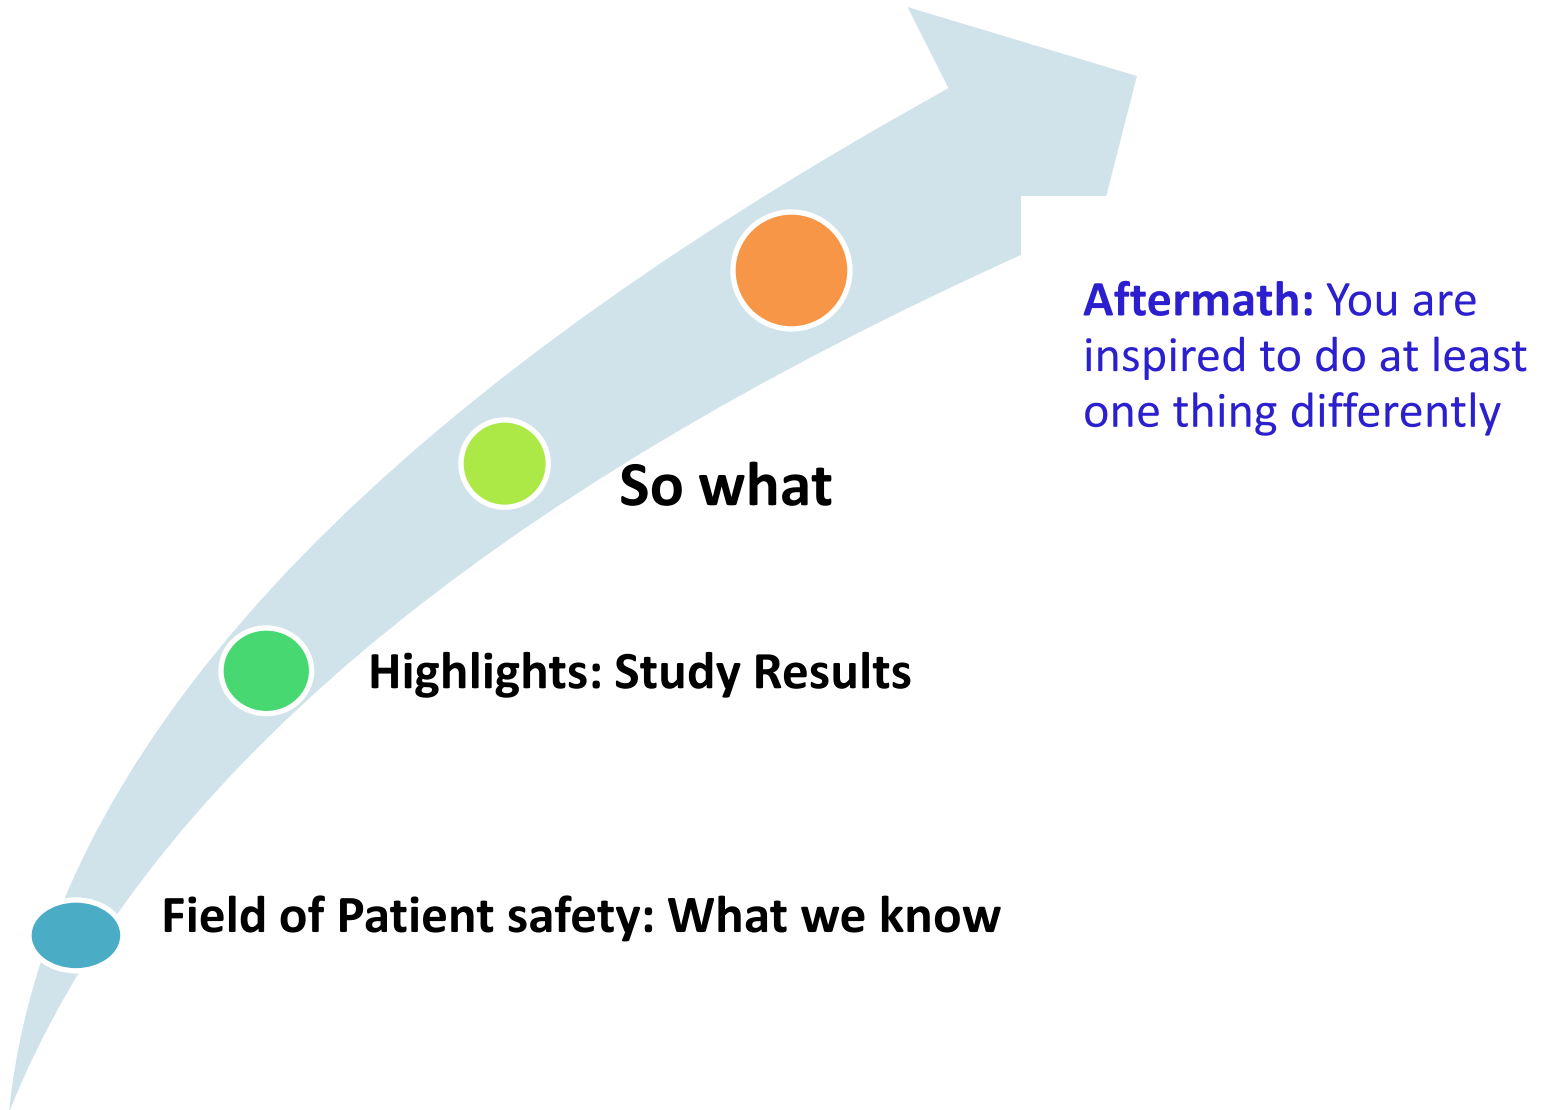 Aftermath: You are
inspired to do at least
one thing differently
So what
Highlights: Study Results
Field of Patient safety: What we know